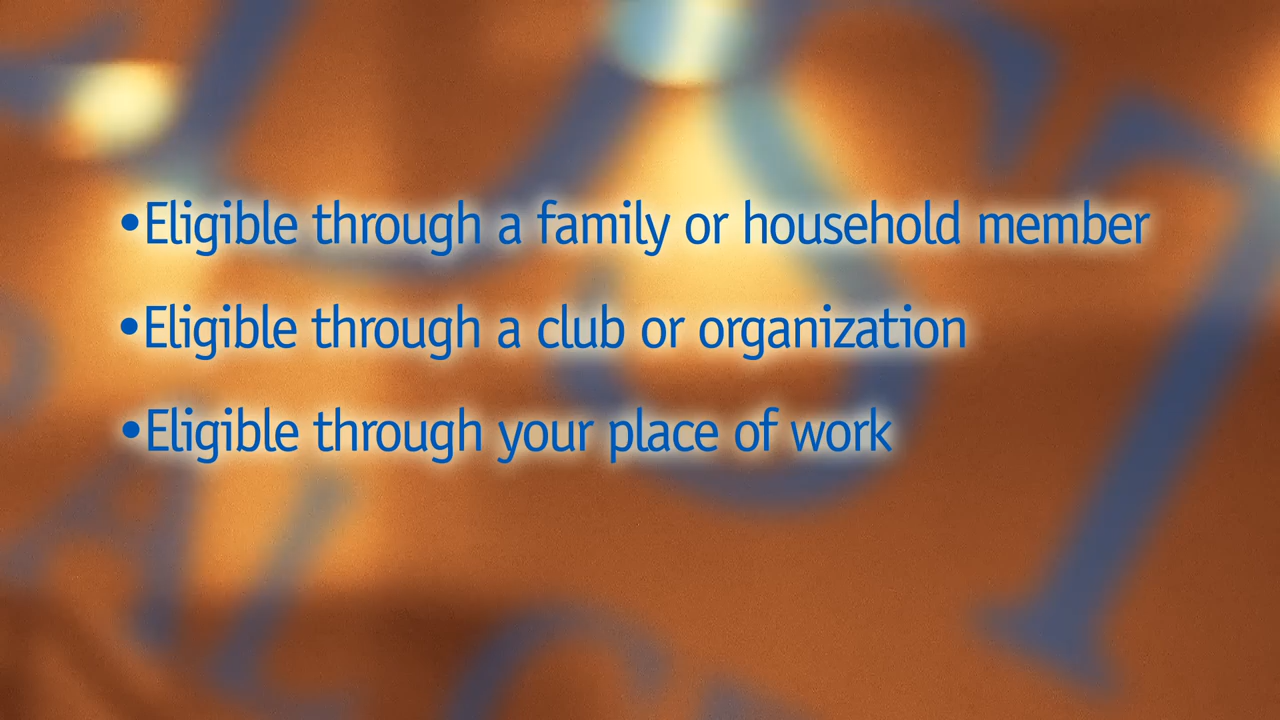 •Eligible through a family or household member
•Eligible through a club or organization
•Eligible through your place of work